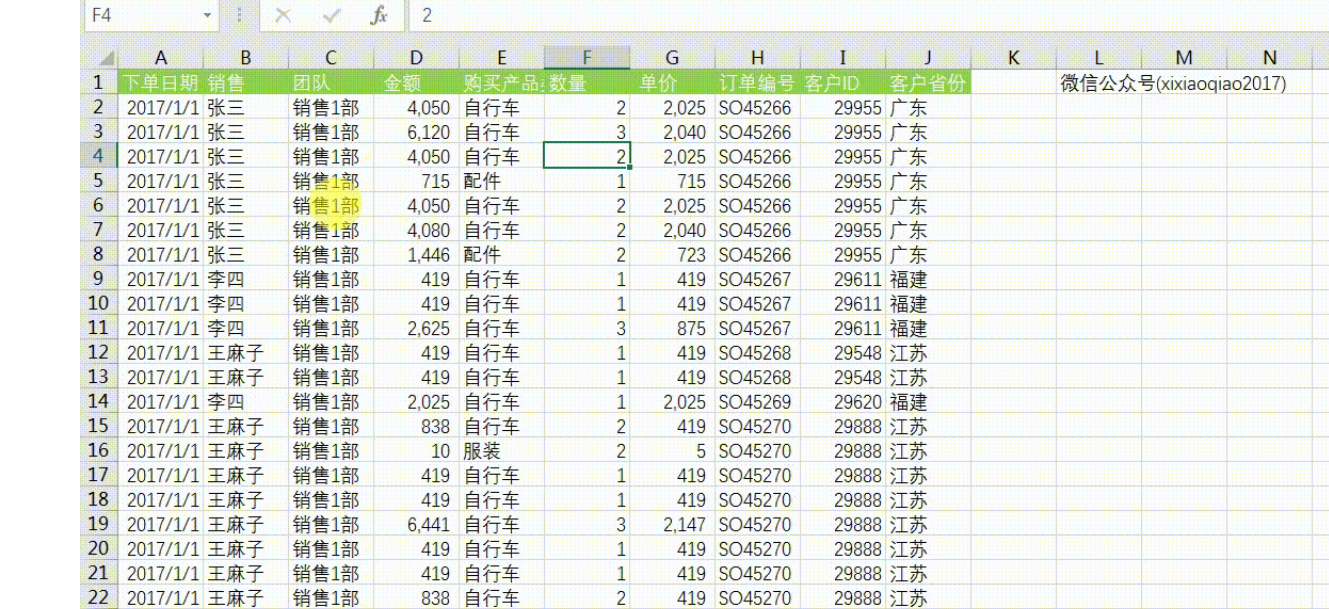 F4 fx 2
A B C D E F G H I J K L M N
1 下单日期 销售 团队 金额 购买产品 数量 单价 订单编号 客户ID 客户省份 微信公众号(xixiaoqiao2017)
2 2017/1/1 张三 销售1部 4,050 自行车 2 2,025 SO45266 29955 广东
3 2017/1/1 张三 销售1部 6,120 自行车 3 2,040 SO45266 29955 广东
4 2017/1/1 张三 销售1部 4,050 自行车 2 2,025 SO45266 29955 广东
5 2017/1/1 张三 销售1部 715 配件 1 715 SO45266 29955 广东
6 2017/1/1 张三 销售1部 4,050 自行车 2 2,025 SO45266 29955 广东
7 2017/1/1 张三 销售1部 4,080 自行车 2 2,040 SO45266 29955 广东
8 2017/1/1 张三 销售1部 1,446 配件 2 723 SO45266 29955 广东
9 2017/1/1 李四 销售1部 419 自行车 1 419 SO45267 29611 福建
10 2017/1/1 李四 销售1部 419 自行车 1 419 SO45267 29611 福建
11 2017/1/1 李四 销售1部 2,625 自行车 3 875 SO45267 29611 福建
12 2017/1/1 王麻子 销售1部 419 自行车 1 419 SO45268 29548 江苏
13 2017/1/1 王麻子 销售1部 419 自行车 1 419 SO45268 29548 江苏
14 2017/1/1 李四 销售1部 2,025 自行车 1 2,025 SO45269 29620 福建
15 2017/1/1 王麻子 销售1部 838 自行车 2 419 SO45270 29888 江苏
16 2017/1/1 王麻子 销售1部 10 服装 2 5 SO45270 29888 江苏
17 2017/1/1 王麻子 销售1部 419 自行车 1 419 SO45270 29888 江苏
18 2017/1/1 王麻子 销售1部 419 自行车 1 419 SO45270 29888 江苏
19 2017/1/1 王麻子 销售1部 6,441 自行车 3 2,147 SO45270 29888 江苏
20 2017/1/1 王麻子 销售1部 419 自行车 1 419 SO45270 29888 江苏
21 2017/1/1 王麻子 销售1部 419 自行车 1 419 SO45270 29888 江苏
22 2017/1/1 王麻子 销售1部 838 自行车 2 419 SO45270 29888 江苏